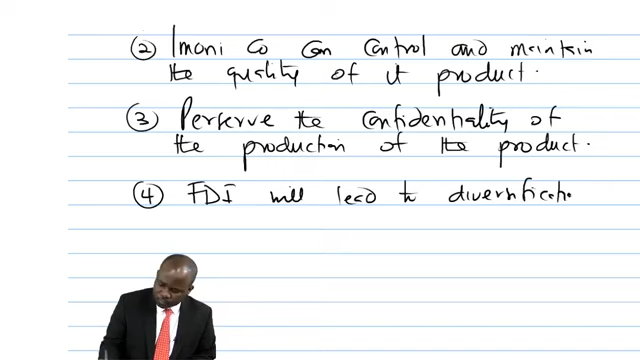 ② Imani Co Can Control and maintain
the quality of it product.
③ Perserve the Confidentiality of
the production of the product.
④ FDI will lead to diversificatio